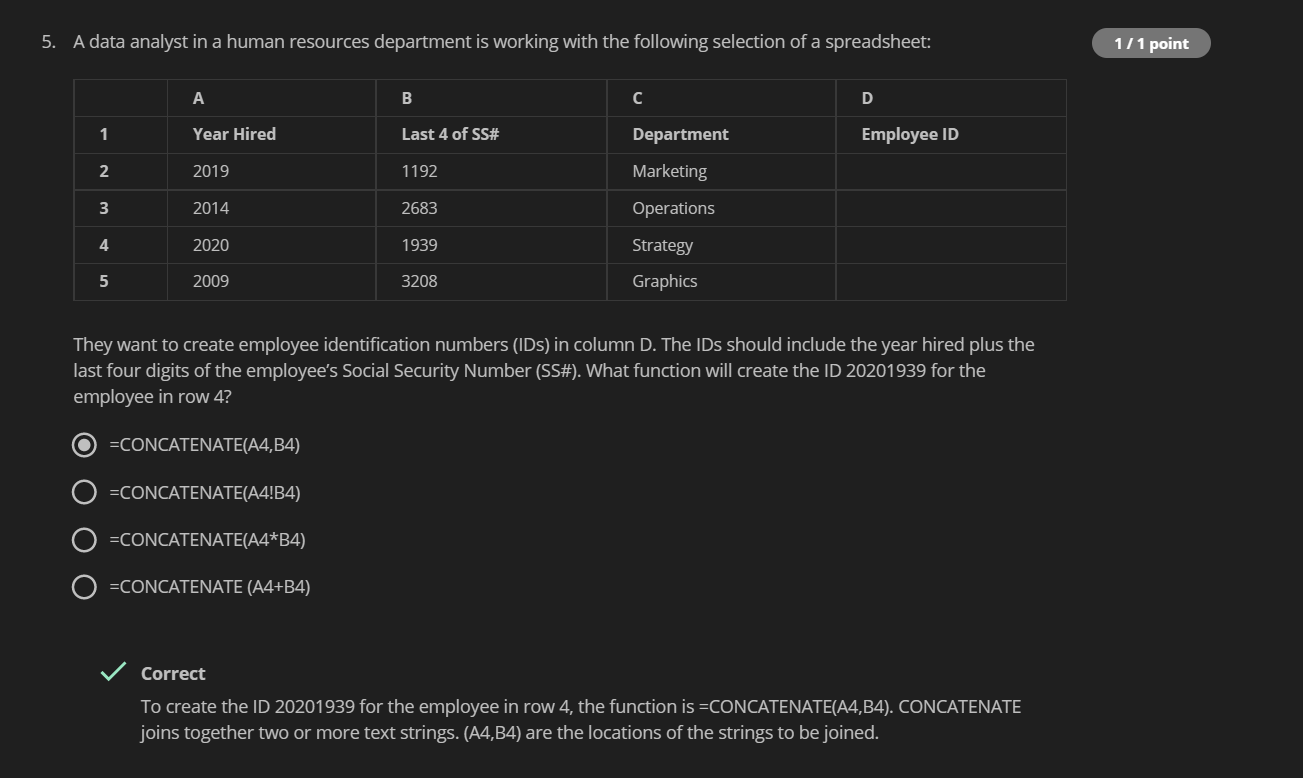 5. A data analyst in a human resources department is working with the following selection of a spreadsheet:
1 / 1 point
A B C D
1 Year Hired Last 4 of SS# Department Employee ID
2 2019 1192 Marketing
3 2014 2683 Operations
4 2020 1939 Strategy
5 2009 3208 Graphics
They want to create employee identification numbers (IDs) in column D. The IDs should include the year hired plus the
last four digits of the employee’s Social Security Number (SS#). What function will create the ID 20201939 for the
employee in row 4?
=CONCATENATE(A4,B4)
=CONCATENATE(A4!B4)
=CONCATENATE(A4*B4)
=CONCATENATE (A4+B4)
Correct
To create the ID 20201939 for the employee in row 4, the function is =CONCATENATE(A4,B4). CONCATENATE
joins together two or more text strings. (A4,B4) are the locations of the strings to be joined.